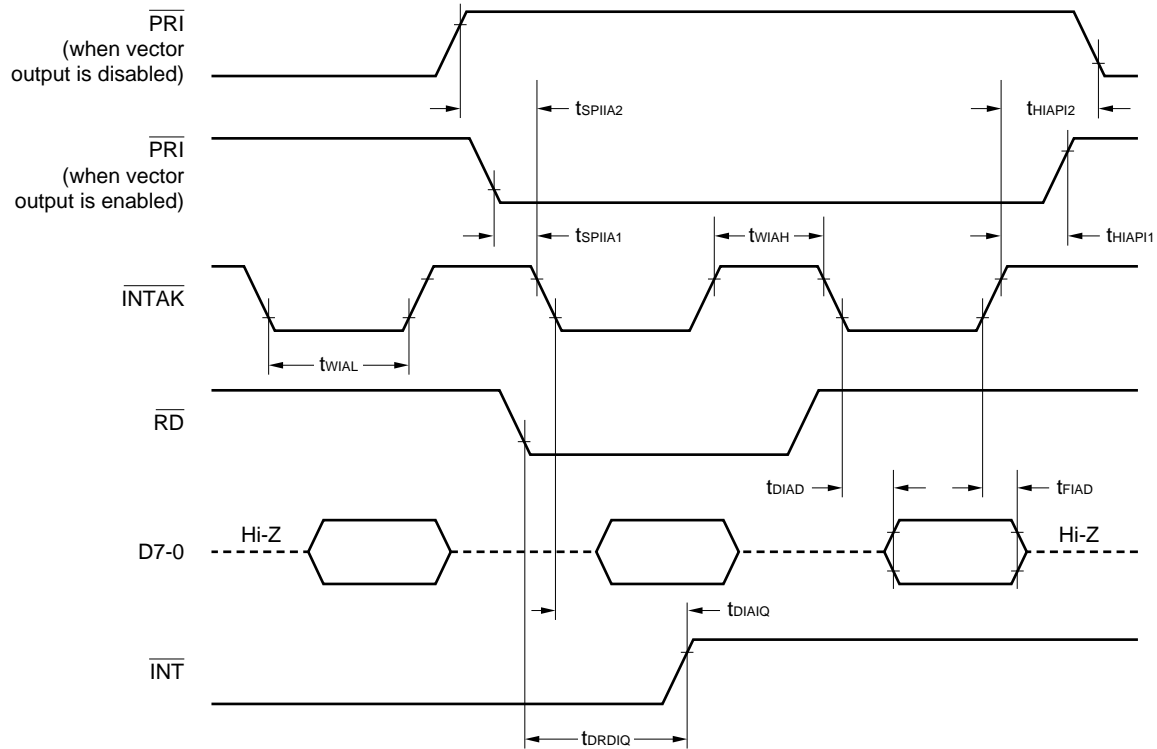 PRI
(when vector
output is disabled)
tSPIIA2
tHIAPI2
PRI
(when vector
output is enabled)
tSPIIA1
tWIAH
tHIAPI1
INTAK
tWIAL
RD
tDIAD
tFIAD
D7-0
Hi-Z
Hi-Z
tDIAIQ
INT
tDRDIQ